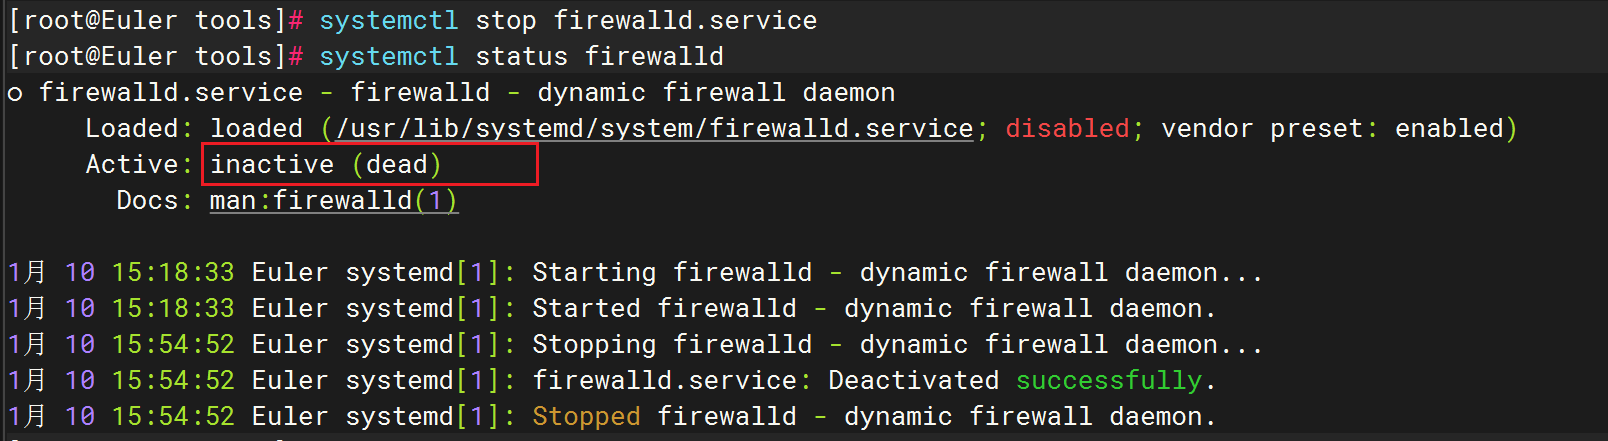 [root@Euler tools]# systemctl stop firewalld.service
[root@Euler tools]# systemctl status firewalld
○ firewalld.service - firewalld - dynamic firewall daemon
     Loaded: loaded (/usr/lib/systemd/system/firewalld.service; disabled; vendor preset: enabled)
     Active: inactive (dead)
       Docs: man:firewalld(1)

1月 10 15:18:33 Euler systemd[1]: Starting firewalld - dynamic firewall daemon...
1月 10 15:18:33 Euler systemd[1]: Started firewalld - dynamic firewall daemon.
1月 10 15:54:52 Euler systemd[1]: Stopping firewalld - dynamic firewall daemon...
1月 10 15:54:52 Euler systemd[1]: firewalld.service: Deactivated successfully.
1月 10 15:54:52 Euler systemd[1]: Stopped firewalld - dynamic firewall daemon.